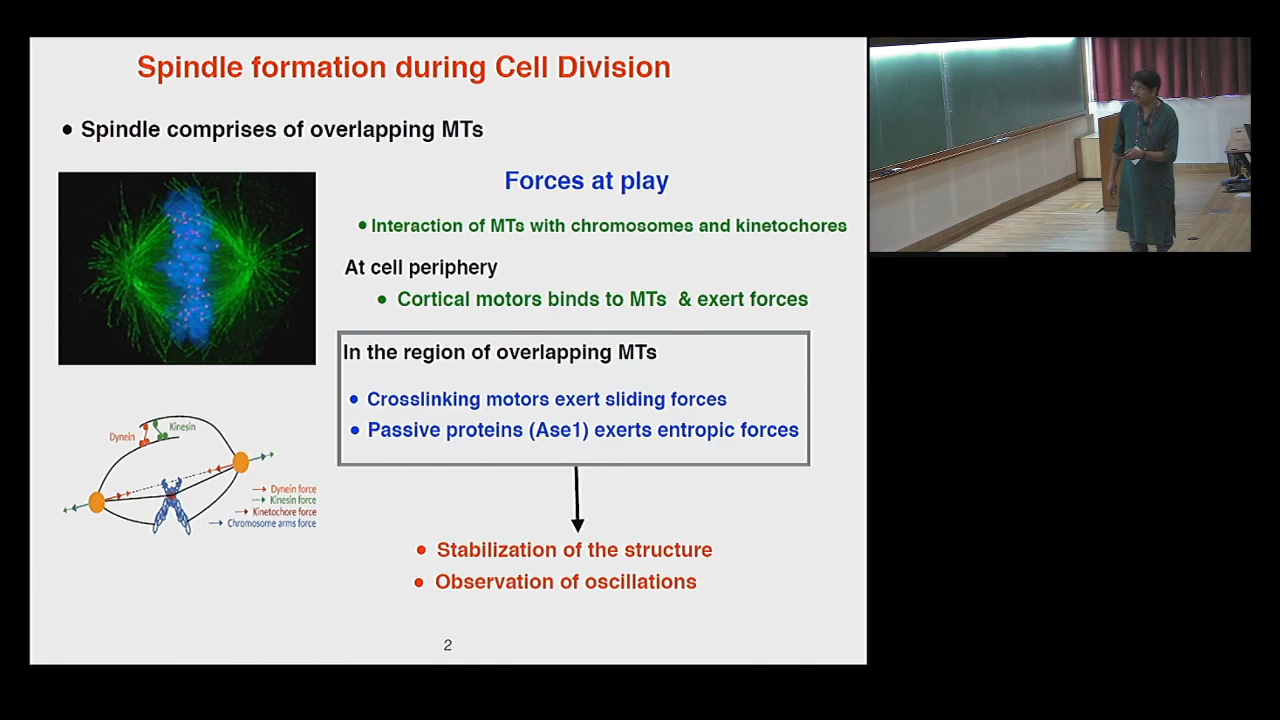 Spindle formation during Cell Division
• Spindle comprises of overlapping MTs
Forces at play
• Interaction of MTs with chromosomes and kinetochores
At cell periphery
• Cortical motors binds to MTs & exert forces
In the region of overlapping MTs
• Crosslinking motors exert sliding forces
• Passive proteins (Ase1) exerts entropic forces
Dynein
Kinesin
→ Dynein force
→ Kinesin force
→ Kinetochore force
→ Chromosome arms force
• Stabilization of the structure
• Observation of oscillations
2